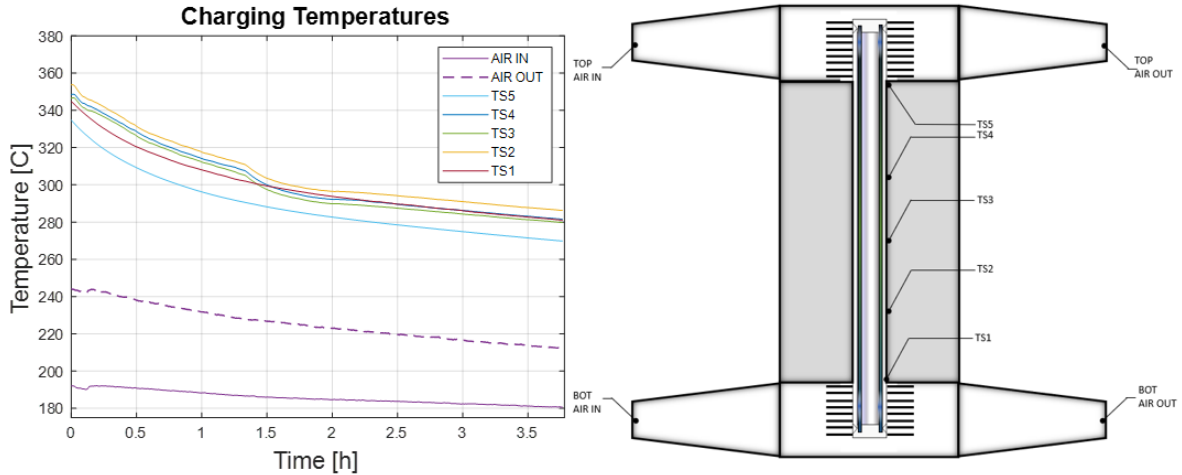 Charging Temperatures
380
360
340
320
300
280
260
240
220
200
180
Temperature [C]
0
0.5
1
1.5
2
2.5
3
3.5
Time [h]
AIR IN
AIR OUT
TS5
TS4
TS3
TS2
TS1
TOP
AIR IN
TOP
AIR OUT
TS5
TS4
TS3
TS2
TS1
BOT
AIR IN
BOT
AIR OUT